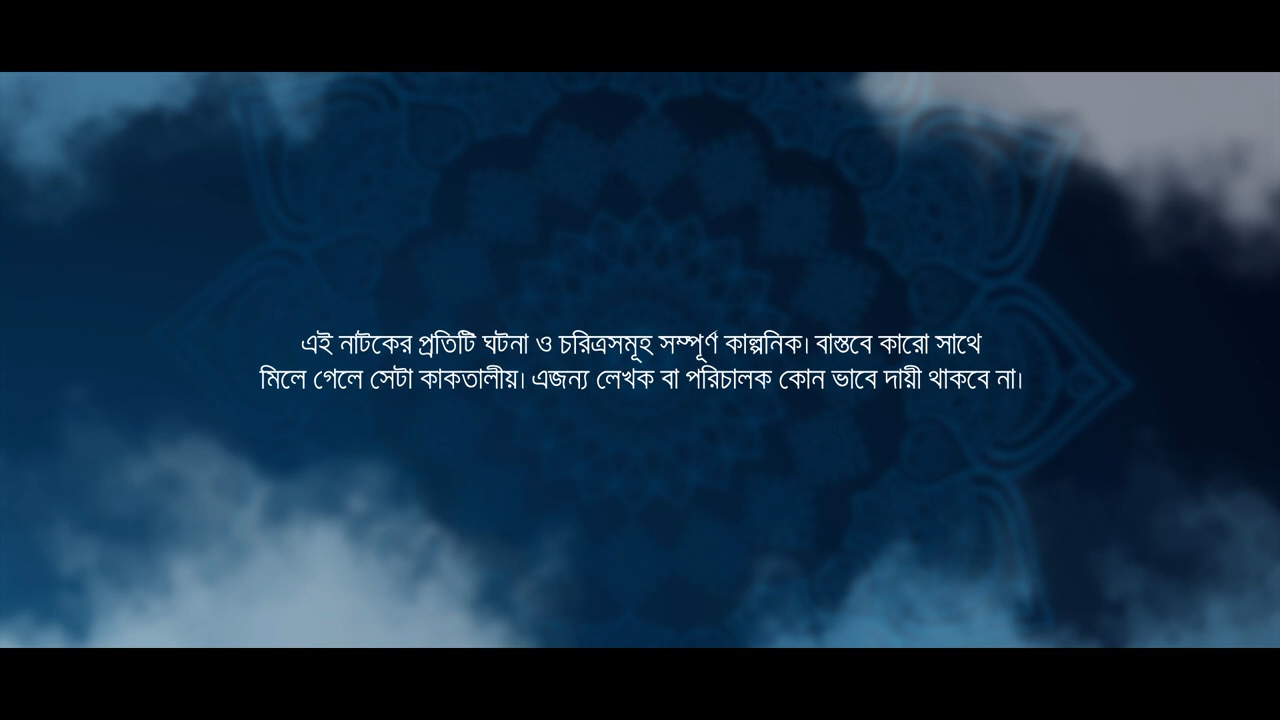 এই নাটকের প্রতিটি ঘটনা ও চরিত্রসমূহ সম্পূর্ণ কাল্পনিক। বাস্তবে কারো সাথে
মিলে গেলে সেটা কাকতালীয়। এজন্য লেখক বা পরিচালক কোন ভাবে দায়ী থাকবে না।